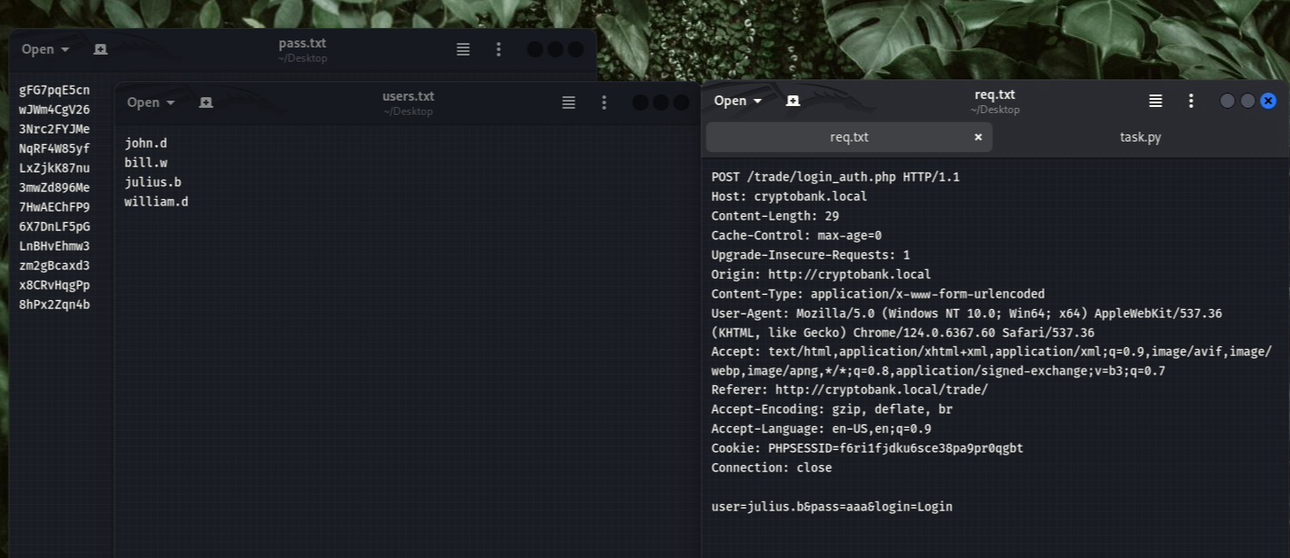 Open
pass.txt
~/Desktop
gFG7pqE5cn
wJWm4CgV26
3Nrc2FYJMe
NqRF4W85yf
LxZjkK87nu
3mwZd896Me
7HwAEChFP9
6X7DnLF5pG
LnBHvEhmw3
zm2gBcaxd3
x8CRvHqgPp
8hPx2Zqn4b
Open
users.txt
~/Desktop
john.d
bill.w
julius.b
william.d
Open
req.txt
~/Desktop
req.txt
task.py
POST /trade/login_auth.php HTTP/1.1
Host: cryptobank.local
Content-Length: 29
Cache-Control: max-age=0
Upgrade-Insecure-Requests: 1
Origin: http://cryptobank.local
Content-Type: application/x-www-form-urlencoded
User-Agent: Mozilla/5.0 (Windows NT 10.0; Win64; x64) AppleWebKit/537.36
(KHTML, like Gecko) Chrome/124.0.6367.60 Safari/537.36
Accept: text/html,application/xhtml+xml,application/xml;q=0.9,image/avif,image/
webp,image/apng,*/*;q=0.8,application/signed-exchange;v=b3;q=0.7
Referer: http://cryptobank.local/trade/
Accept-Encoding: gzip, deflate, br
Accept-Language: en-US,en;q=0.9
Cookie: PHPSESSID=f6ri1fjdku6sce38pa9pr0qgbt
Connection: close
user=julius.b&pass=aaa&login=Login